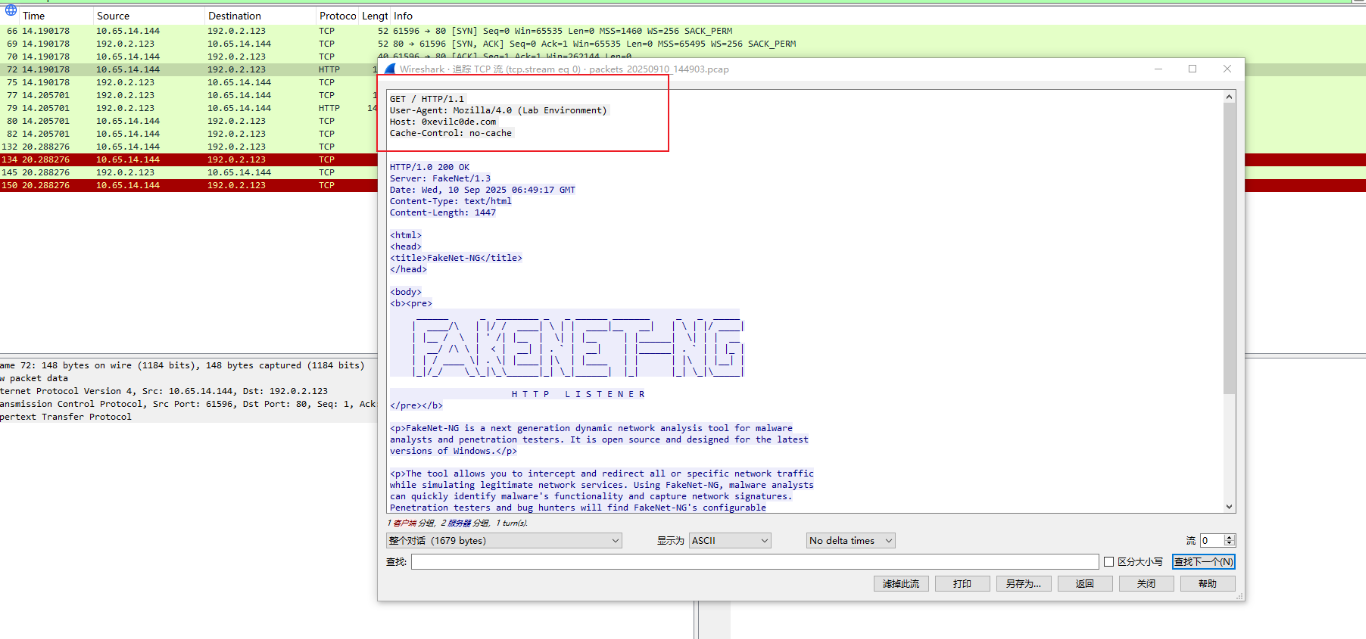 Time Source Destination Protoco Lengt Info
66 14.190178 10.65.14.144 192.0.2.123 TCP 52 61596 → 80 [SYN] Seq=0 Win=65535 Len=0 MSS=1460 WS=256 SACK_PERM
69 14.190178 192.0.2.123 10.65.14.144 TCP 52 80 → 61596 [SYN, ACK] Seq=0 Ack=1 Win=65535 Len=0 MSS=65495 WS=256 SACK_PERM
70 14.190178 10.65.14.144 192.0.2.123 TCP 40 61596 → 80 [ACK] Seq=1 Ack=1 Win=262144 Len=0
72 14.190178 10.65.14.144 192.0.2.123 HTTP
75 14.190178 192.0.2.123 10.65.14.144 TCP
77 14.205701 192.0.2.123 10.65.14.144 TCP
79 14.205701 192.0.2.123 10.65.14.144 HTTP
80 14.205701 10.65.14.144 192.0.2.123 TCP
82 14.205701 10.65.14.144 192.0.2.123 TCP
132 20.288276 192.0.2.123 10.65.14.144 TCP
134 20.288276 10.65.14.144 192.0.2.123 TCP
145 20.288276 192.0.2.123 10.65.14.144 TCP
150 20.288276 10.65.14.144 192.0.2.123 TCP
ame 72: 148 bytes on wire (1184 bits), 148 bytes captured (1184 bits)
w packet data
ternet Protocol Version 4, Src: 10.65.14.144, Dst: 192.0.2.123
ansmission Control Protocol, Src Port: 61596, Dst Port: 80, Seq: 1, Ack
pertext Transfer Protocol
Wireshark · 追踪 TCP 流 (tcp.stream eq 0) · packets_20250910_144903.pcap
GET / HTTP/1.1
User-Agent: Mozilla/4.0 (Lab Environment)
Host: 0xevilc0de.com
Cache-Control: no-cache
HTTP/1.0 200 OK
Server: FakeNet/1.3
Date: Wed, 10 Sep 2025 06:49:17 GMT
Content-Type: text/html
Content-Length: 1447
<html>
<head>
<title>FakeNet-NG</title>
</head>
<body>
<b><pre>
FAKENET-NG
H T T P L I S T E N E R
</pre></b>
<p>FakeNet-NG is a next generation dynamic network analysis tool for malware
analysts and penetration testers. It is open source and designed for the latest
versions of Windows.</p>
<p>The tool allows you to intercept and redirect all or specific network traffic
while simulating legitimate network services. Using FakeNet-NG, malware analysts
can quickly identify malware's functionality and capture network signatures.
Penetration testers and bug hunters will find FakeNet-NG's configurable
1 客户端 分组, 2 服务器 分组, 1 turn(s).
整个对话 (1679 bytes) 显示为 ASCII No delta times 流 0
查找: 区分大小写 查找下一个(N)
滤掉此流 打印 另存为... 返回 关闭 帮助